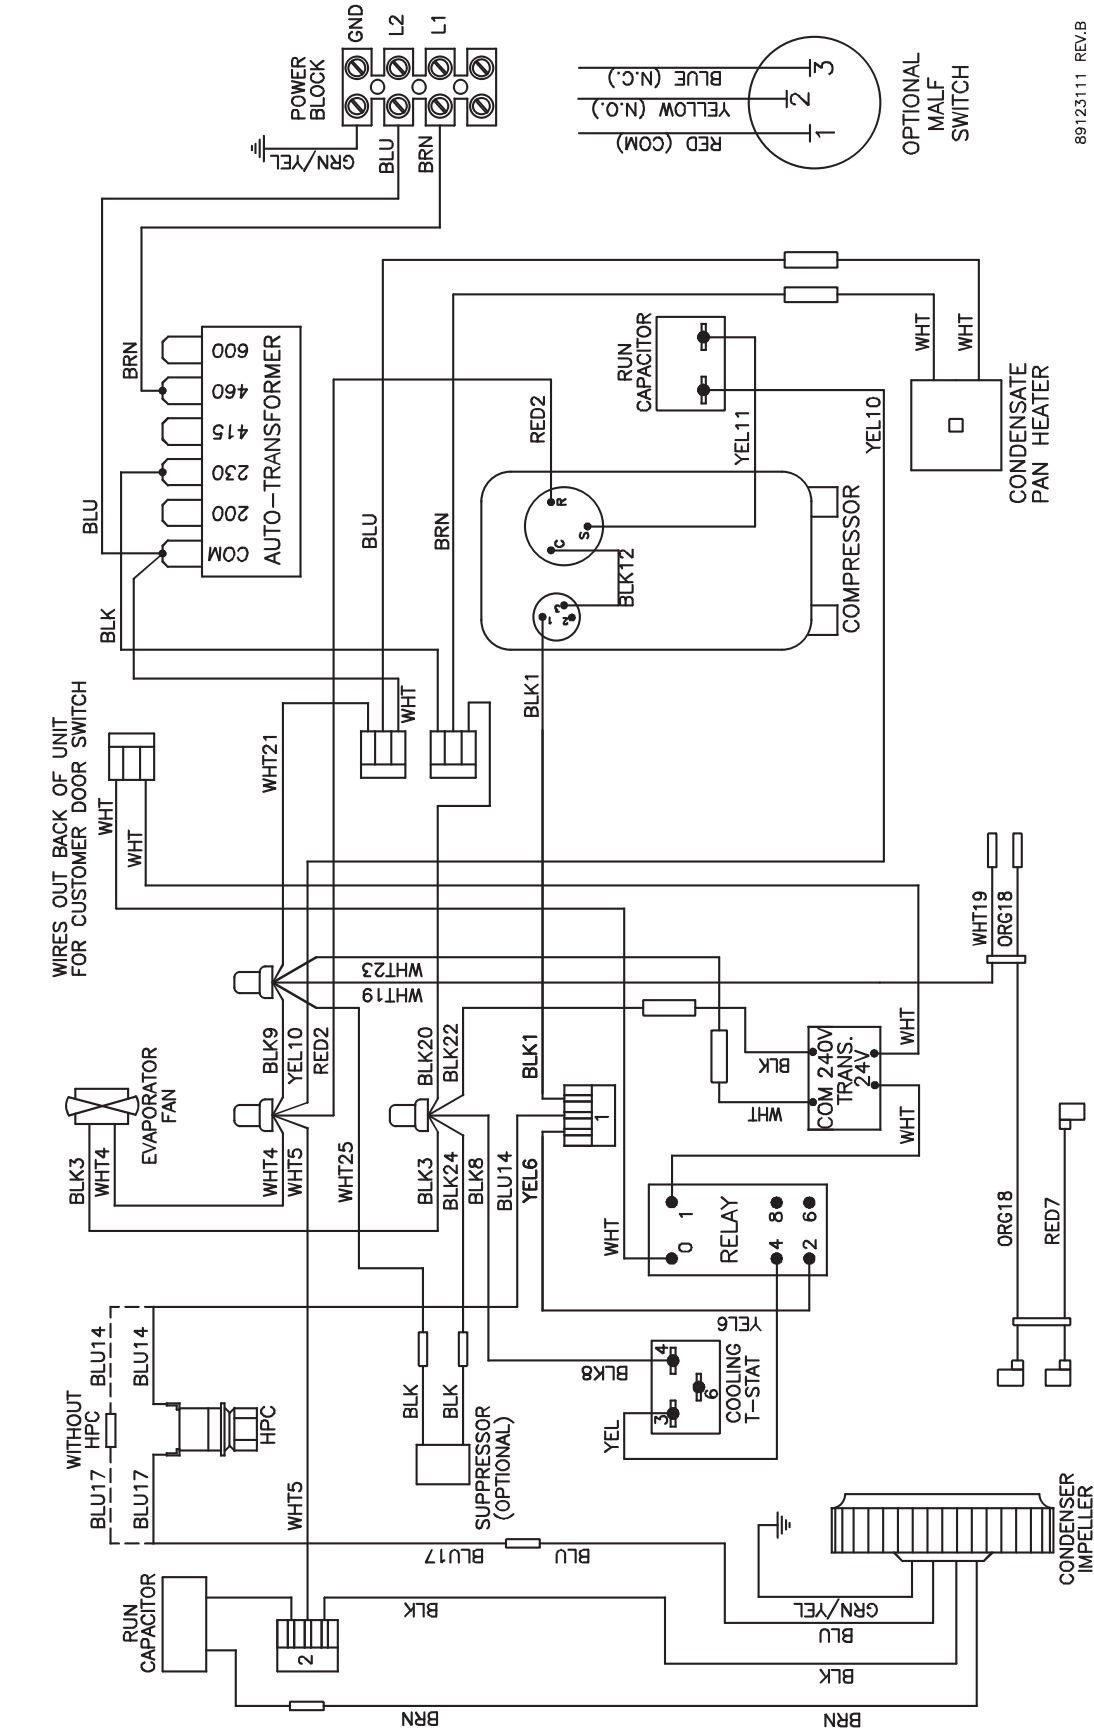 GND
L2
L1
POWER
BLOCK
GRN/YEL
BLU
BRN
BLUE (N.C.)
YELLOW (N.O.)
RED (COM)
3
2
1
OPTIONAL
MALF
SWITCH
89123111 REV.B
BRN
600
460
415
230
200
COM
AUTO-TRANSFORMER
BLU
BLK
WHT
BLU
BRN
RED2
RUN
CAPACITOR
YEL11
YEL10
WHT
WHT
CONDENSATE
PAN HEATER
R
S
C
BLK12
1
2
3
COMPRESSOR
BLK1
WIRES OUT BACK OF UNIT
FOR CUSTOMER DOOR SWITCH
WHT
WHT
WHT21
WHT23
WHT19
BLK9
YEL10
RED2
BLK20
BLK22
BLK1
EVAPORATOR
FAN
BLK3
WHT4
WHT4
WHT5
WHT25
BLK3
BLK24
BLK8
BLU14
YEL6
1
BLK
WHT
COM 240V
TRANS.
24V
WHT
WHT
WHT19
ORG18
WHT
0
1
RELAY
4
8
2
6
YEL6
ORG18
RED7
WITHOUT
HPC
BLU14
BLU14
BLU17
BLU17
HPC
WHT5
BLK
BLK
SUPPRESSOR
(OPTIONAL)
BLK8
4
6
3
COOLING
T-STAT
YEL
BLU17
BLU
RUN
CAPACITOR
2
BLK
GRN/YEL
BLU
BLK
BRN
BRN
CONDENSER
IMPELLER